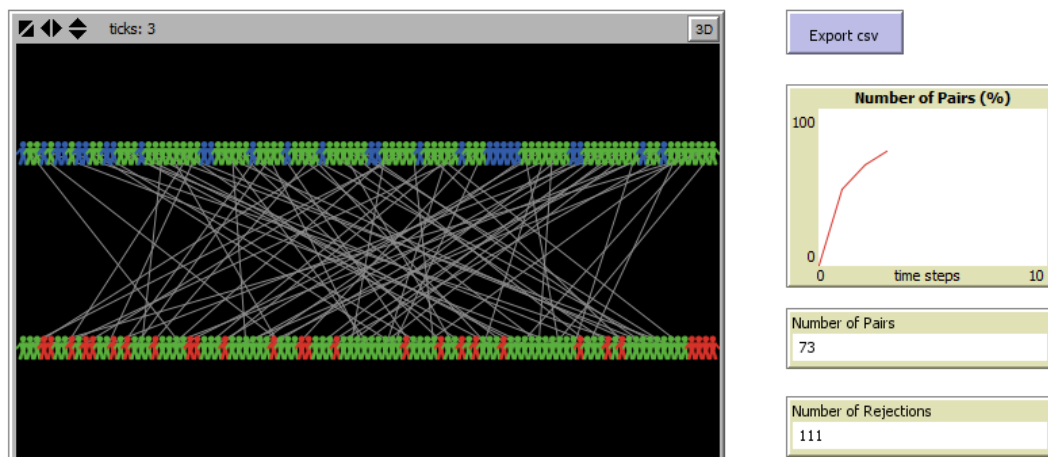 ticks: 3
3D
Export csv
Number of Pairs (%)
100
0
0 time steps 10
Number of Pairs
73
Number of Rejections
111